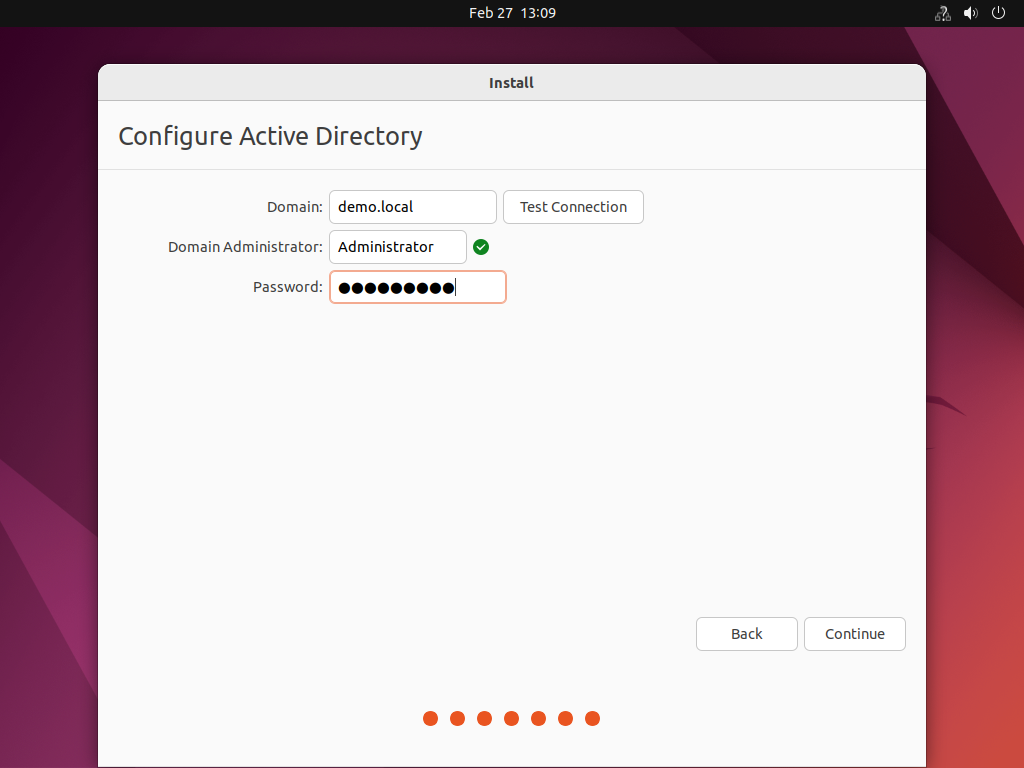 Feb 27 13:09
Install
Configure Active Directory
Domain: demo.local Test Connection
Domain Administrator: Administrator
Password: ●●●●●●●●●
Back Continue